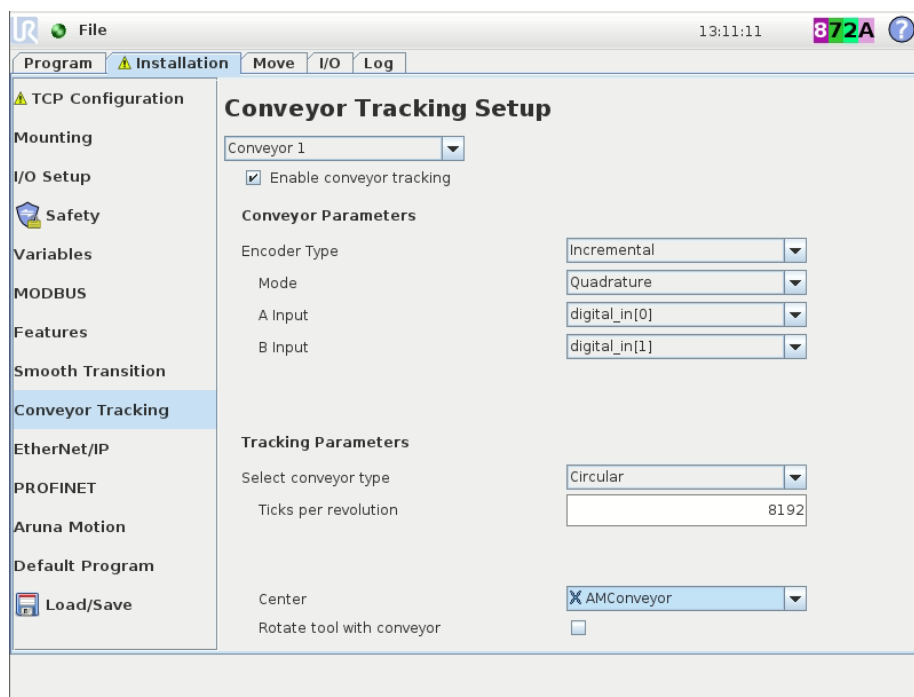 UR File 13:11:11 872A ?
Program Installation Move I/O Log
TCP Configuration
Mounting
I/O Setup
Safety
Variables
MODBUS
Features
Smooth Transition
Conveyor Tracking
EtherNet/IP
PROFINET
Aruna Motion
Default Program
Load/Save
Conveyor Tracking Setup
Conveyor 1
Enable conveyor tracking
Conveyor Parameters
Encoder Type Incremental
Mode Quadrature
A Input digital_in[0]
B Input digital_in[1]
Tracking Parameters
Select conveyor type Circular
Ticks per revolution 8192
Center AMConveyor
Rotate tool with conveyor